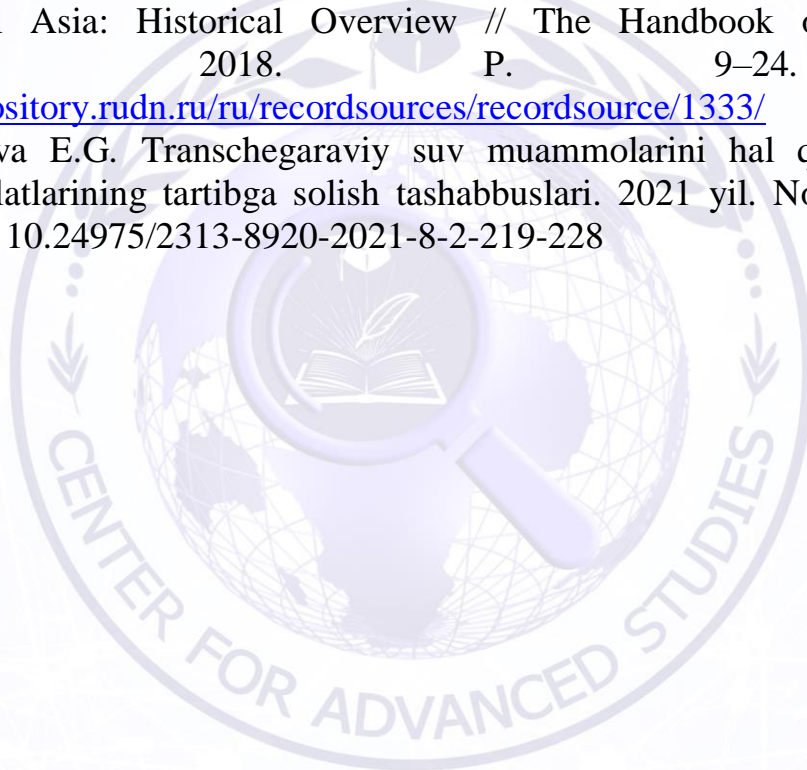 Asia: Historical Overview // The Handbook
2018. P. 9–24.
ository.rudn.ru/ru/recordsources/recordsource/1333/
va E.G. Transchegaraviy suv muammolarini hal
latlarining tartibga solish tashabbuslari. 2021 yil.
10.24975/2313-8920-2021-8-2-219-228
CENTER FOR ADVANCED STUDIES